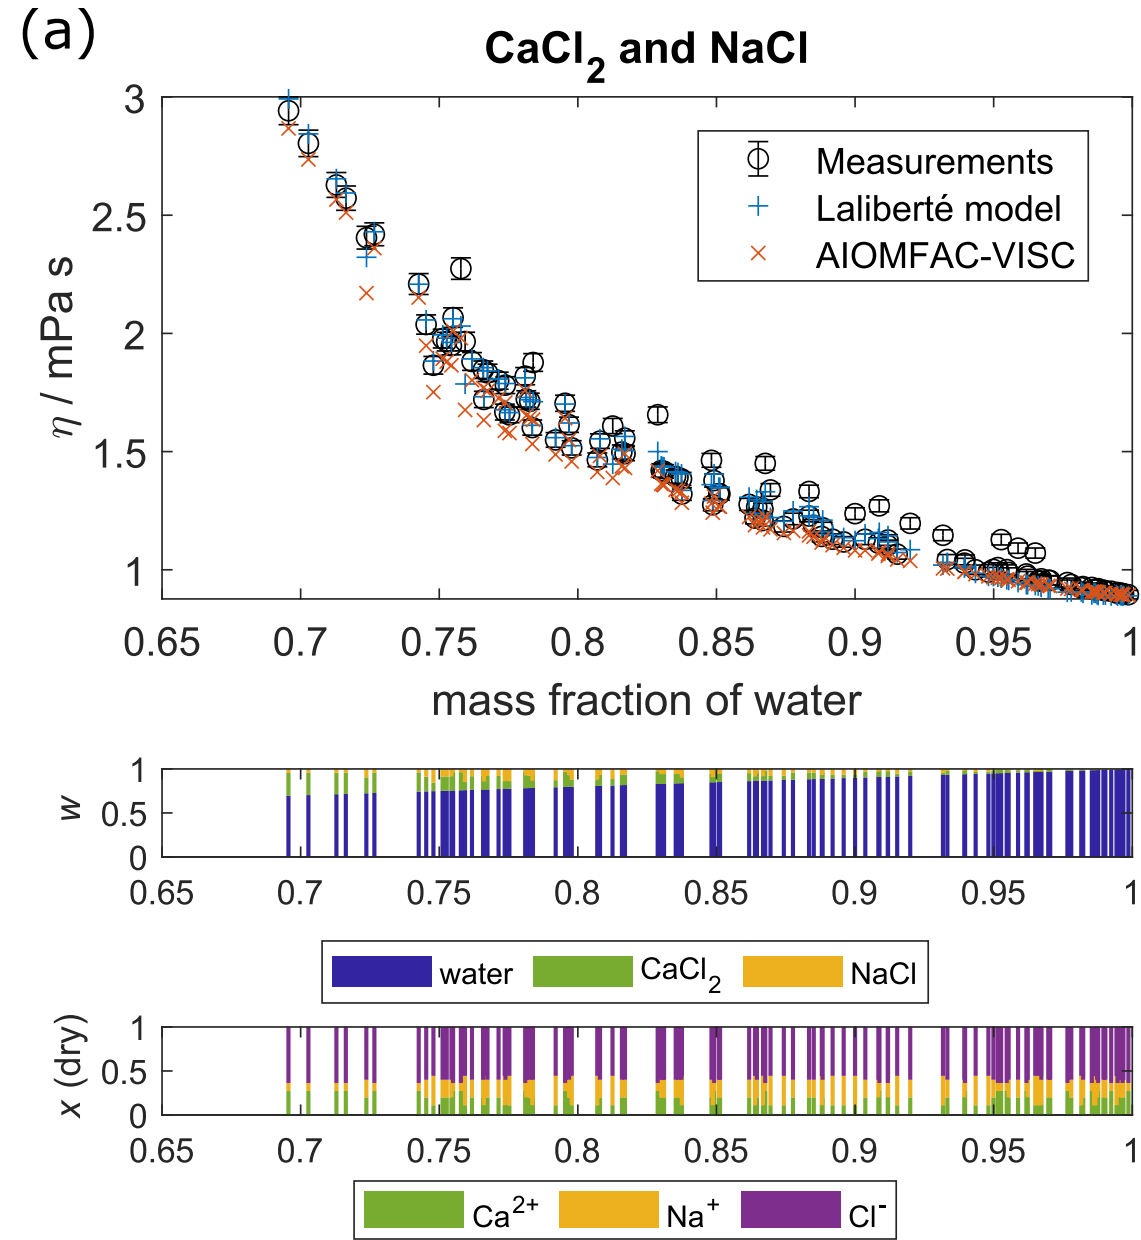 (a)
CaCl2 and NaCl
3
2.5
2
1.5
1
η / mPa s
Measurements
Laliberté model
AIOMFAC-VISC
0.65 0.7 0.75 0.8 0.85 0.9 0.95 1
mass fraction of water
1
0.5
0
w
0.65 0.7 0.75 0.8 0.85 0.9 0.95 1
water CaCl2 NaCl
1
0.5
0
x (dry)
0.65 0.7 0.75 0.8 0.85 0.9 0.95 1
Ca2+ Na+ Cl-